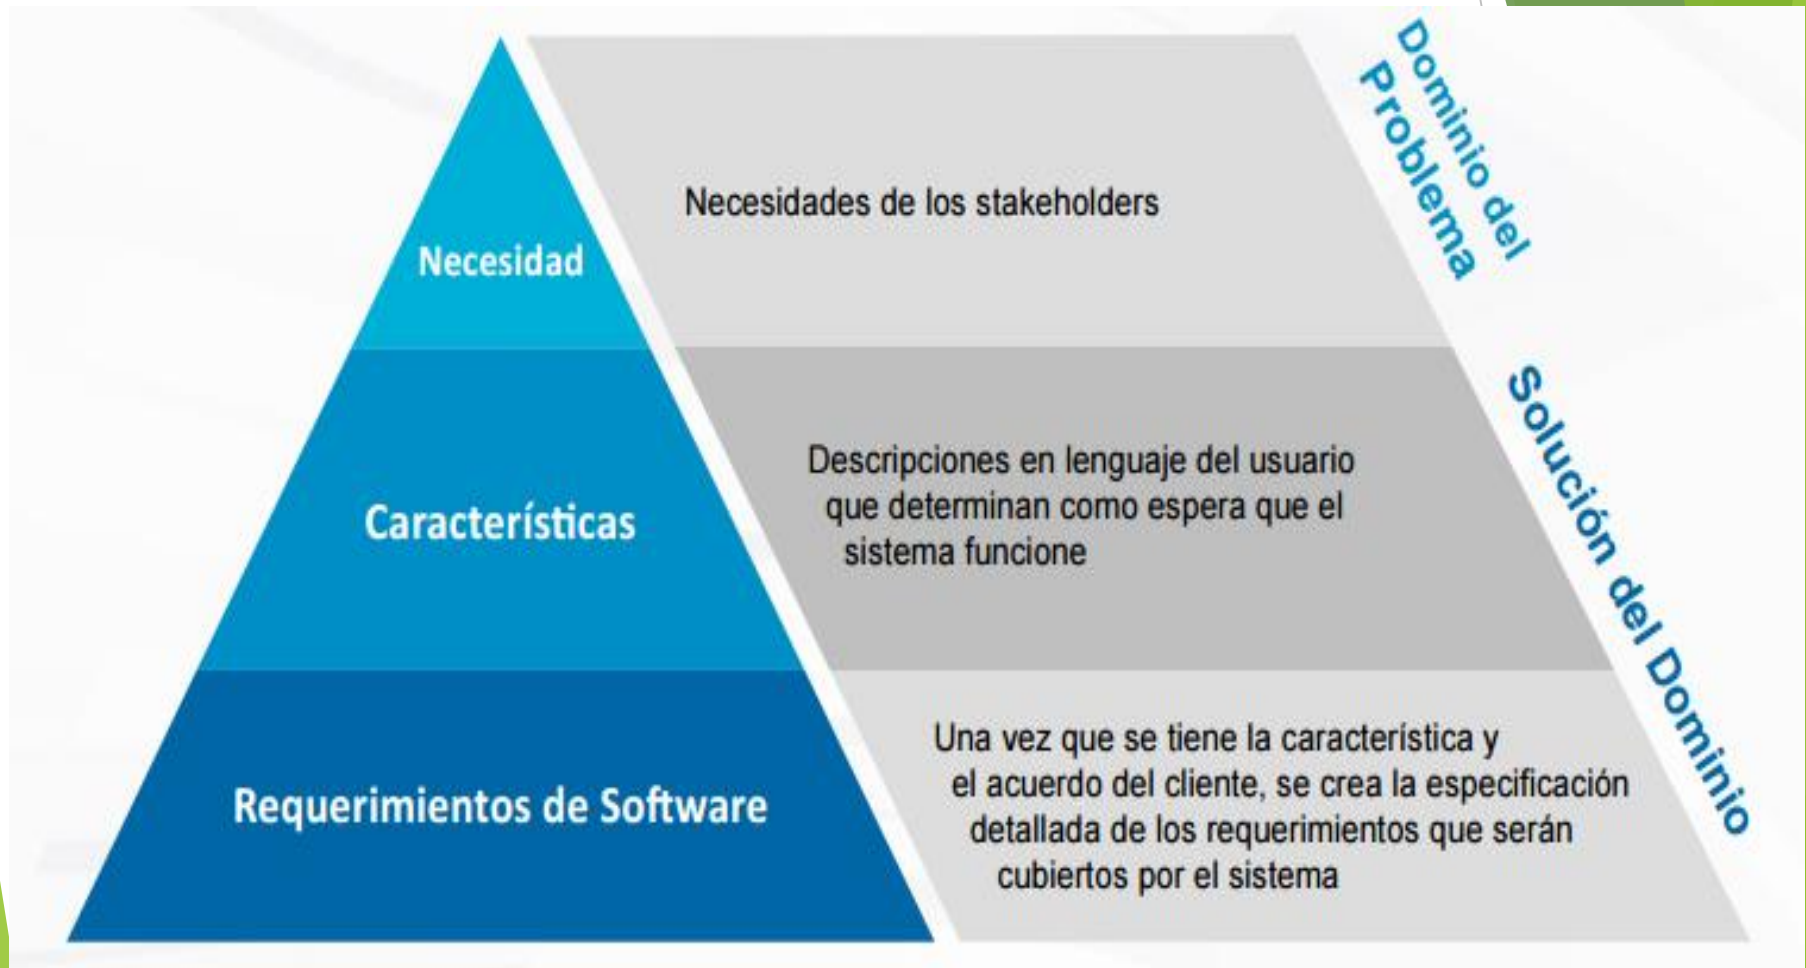 Necesidad
Necesidades de los stakeholders
Dominio del
Problema
Características
Descripciones en lenguaje del usuario
que determinan como espera que el
sistema funcione
Solución del Dominio
Requerimientos de Software
Una vez que se tiene la característica y
el acuerdo del cliente, se crea la especificación
detallada de los requerimientos que serán
cubiertos por el sistema